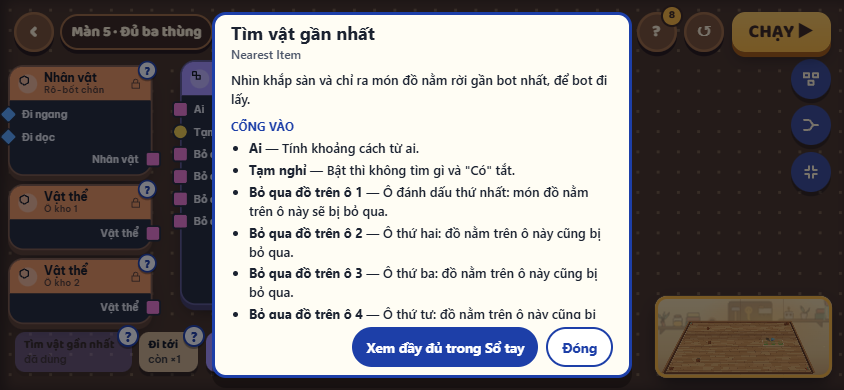 Màn 5 · Đủ ba thùng
?
8
CHẠY
Tìm vật gần nhất
Nearest Item
Nhìn khắp sàn và chỉ ra món đồ nằm rời gần bot nhất, để bot đi
lấy.
CỔNG VÀO
Ai — Tính khoảng cách từ ai.
Tạm nghỉ — Bật thì không tìm gì và "Có" tắt.
Bỏ qua đồ trên ô 1 — Ô đánh dấu thứ nhất: món đồ nằm
trên ô này sẽ bị bỏ qua.
Bỏ qua đồ trên ô 2 — Ô thứ hai: đồ nằm trên ô này cũng bị
bỏ qua.
Bỏ qua đồ trên ô 3 — Ô thứ ba: đồ nằm trên ô này cũng bị
bỏ qua.
Bỏ qua đồ trên ô 4 — Ô thứ tư: đồ nằm trên ô này cũng bị
Xem đầy đủ trong Sổ tay
Đóng
Nhân vật
Rô-bốt chân
?
Đi ngang
Đi dọc
Nhân vật
Vật thể
Ô kho 1
?
Vật thể
Vật thể
Ô kho 2
?
Vật thể
Ai
Tạm
Bỏ
Bỏ
Bỏ
Bỏ
Tìm vật gần nhất
đã dùng
?
Đi tới
còn ×1
?